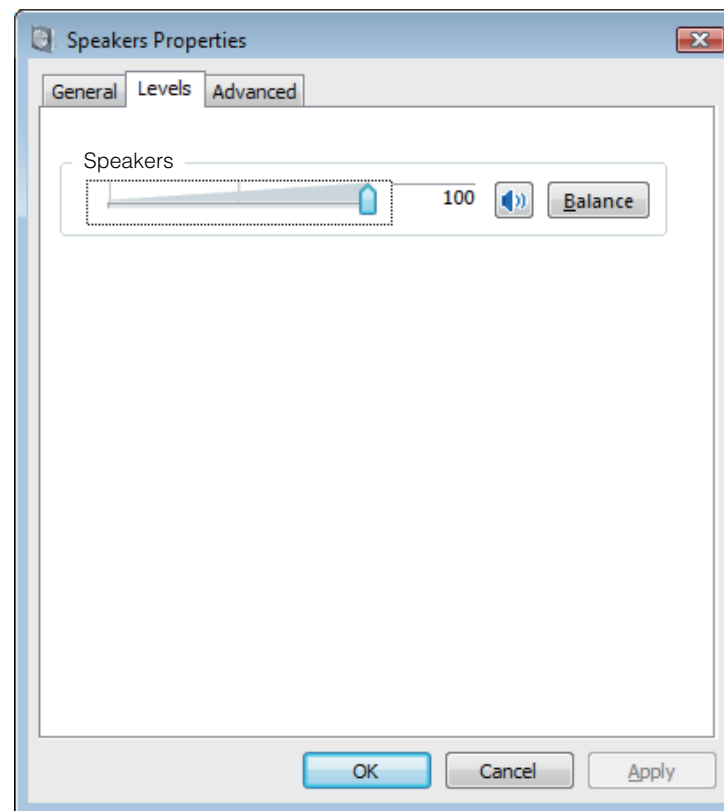 Speakers Properties
General Levels Advanced
Speakers
100 Balance
OK Cancel Apply